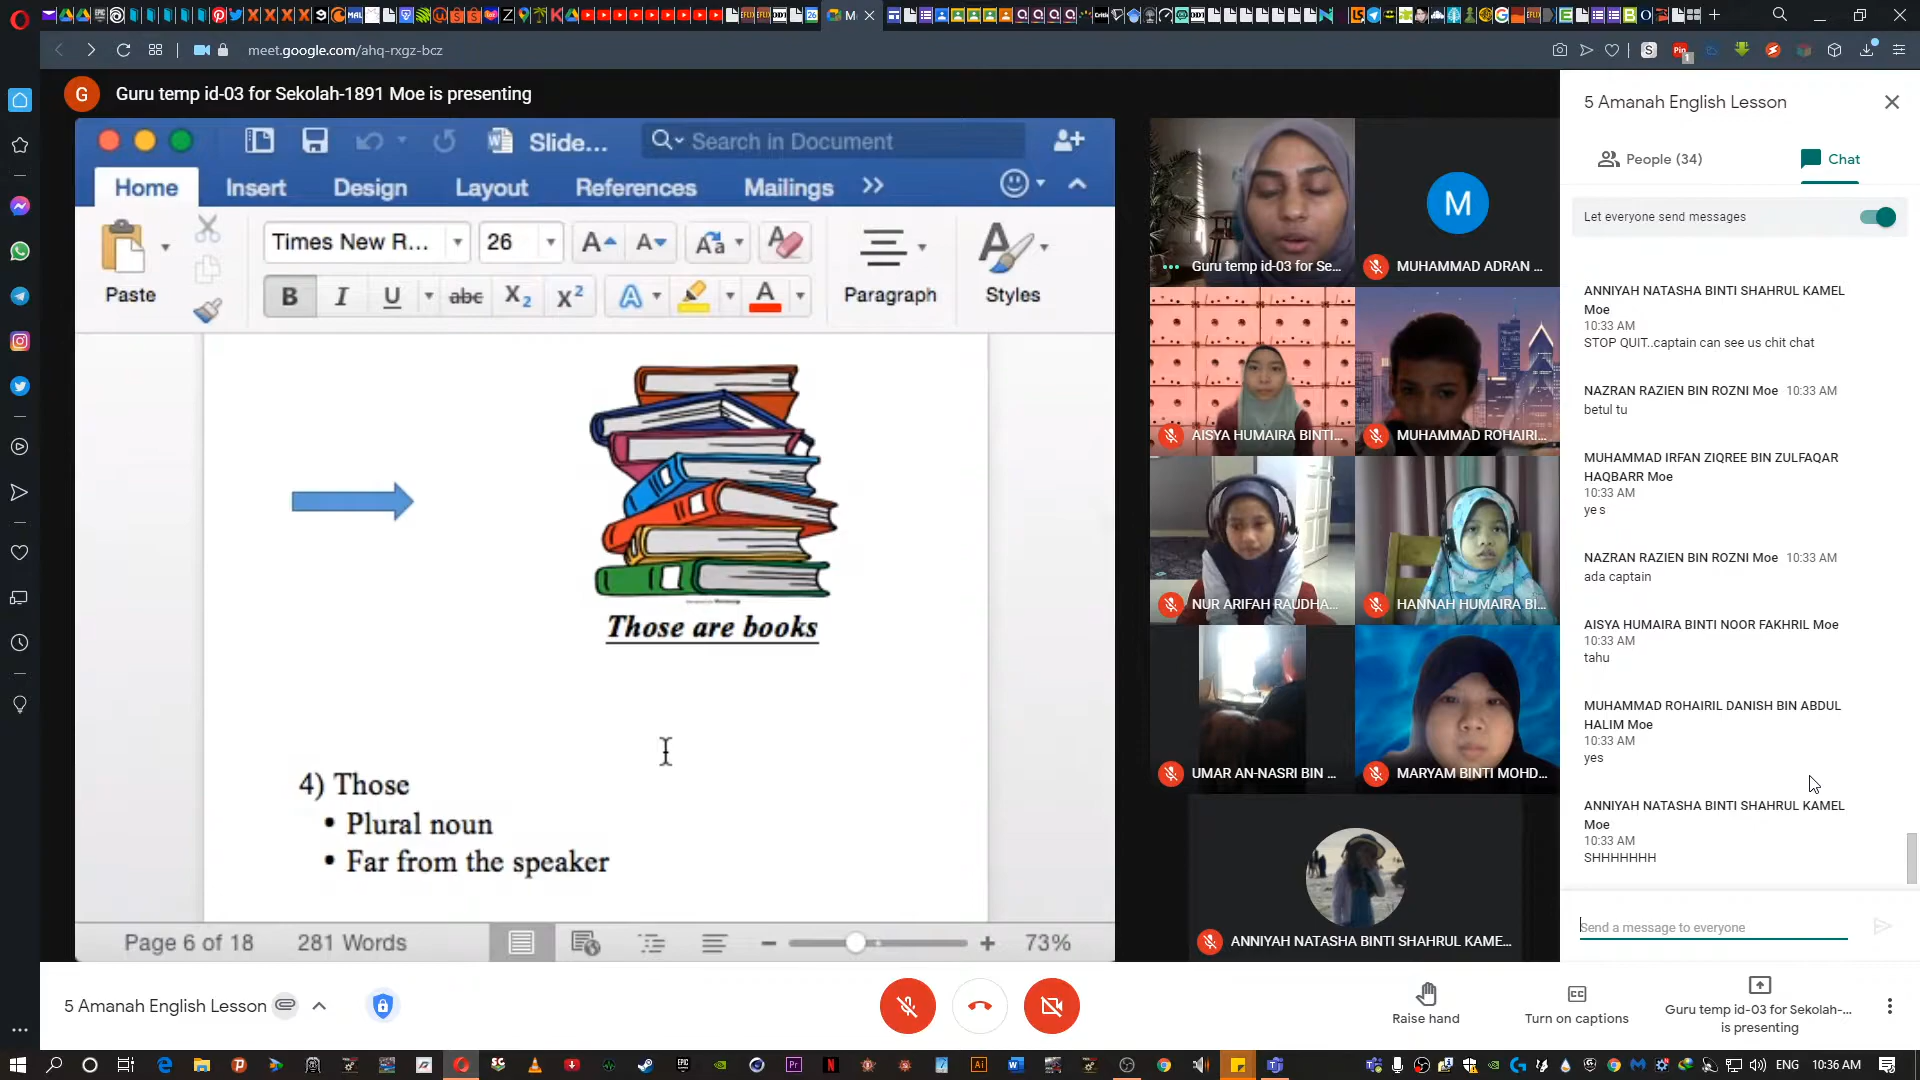 meet.google.com/ahq-rxgz-bcz
G
Guru temp id-03 for Sekolah-1891 Moe is presenting
Slide...
Search in Document
Home
Insert
Design
Layout
References
Mailings
>>
Paste
Times New R...
26
Aa
B
I
U
abc
X2
X2
A
A
Paragraph
Styles
Those are books
4) Those
• Plural noun
• Far from the speaker
Page 6 of 18
281 Words
73%
Guru temp id-03 for Se...
M
MUHAMMAD ADRAN ...
AISYA HUMAIRA BINTI...
MUHAMMAD ROHAIRI...
NUR ARIFAH RAUDHA...
HANNAH HUMAIRA BI...
UMAR AN-NASRI BIN ...
MARYAM BINTI MOHD...
ANNIYAH NATASHA BINTI SHAHRUL KAME...
5 Amanah English Lesson
People (34)
Chat
Let everyone send messages
ANNIYAH NATASHA BINTI SHAHRUL KAMEL
Moe
10:33 AM
STOP QUIT..captain can see us chit chat
NAZRAN RAZIEN BIN ROZNI Moe 10:33 AM
betul tu
MUHAMMAD IRFAN ZIQREE BIN ZULFAQAR
HAQBARR Moe
10:33 AM
ye s
NAZRAN RAZIEN BIN ROZNI Moe 10:33 AM
ada captain
AISYA HUMAIRA BINTI NOOR FAKHRIL Moe
10:33 AM
tahu
MUHAMMAD ROHAIRIL DANISH BIN ABDUL
HALIM Moe
10:33 AM
yes
ANNIYAH NATASHA BINTI SHAHRUL KAMEL
Moe
10:33 AM
SHHHHHHH
Send a message to everyone
5 Amanah English Lesson
Raise hand
Turn on captions
Guru temp id-03 for Sekolah-...
is presenting
ENG
10:36 AM